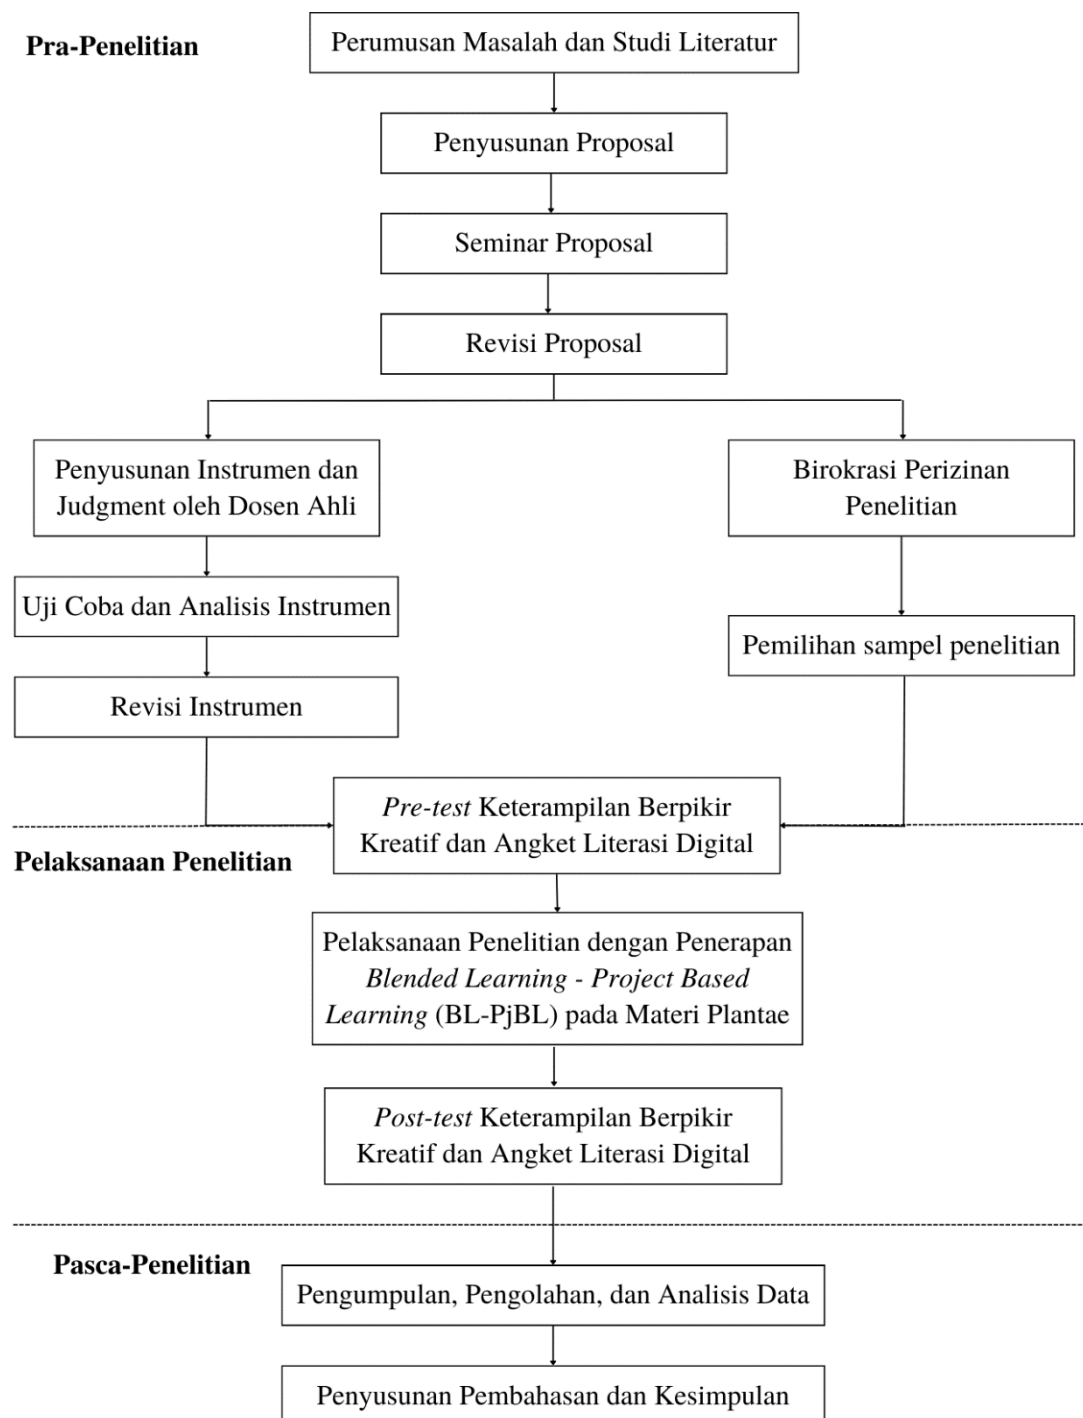 Pra-Penelitian
Perumusan Masalah dan Studi Literatur
Penyusunan Proposal
Seminar Proposal
Revisi Proposal
Penyusunan Instrumen dan
Judgment oleh Dosen Ahli
Uji Coba dan Analisis Instrumen
Revisi Instrumen
Birokrasi Perizinan
Penelitian
Pemilihan sampel penelitian
Pelaksanaan Penelitian
Pre-test Keterampilan Berpikir
Kreatif dan Angket Literasi Digital
Pelaksanaan Penelitian dengan Penerapan
Blended Learning - Project Based
Learning (BL-PjBL) pada Materi Plantae
Post-test Keterampilan Berpikir
Kreatif dan Angket Literasi Digital
Pasca-Penelitian
Pengumpulan, Pengolahan, dan Analisis Data
Penyusunan Pembahasan dan Kesimpulan